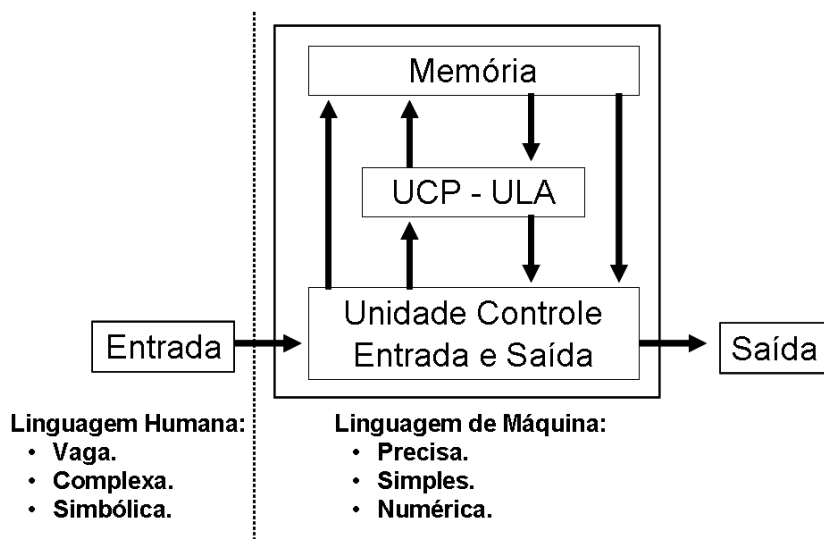 Memória
UCP - ULA
Unidade Controle
Entrada e Saída
Entrada
Saída
Linguagem Humana:
• Vaga.
• Complexa.
• Simbólica.
Linguagem de Máquina:
• Precisa.
• Simples.
• Numérica.